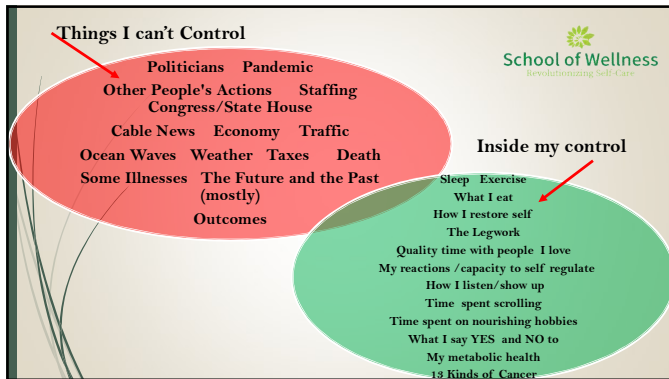 Things I can't Control
School of Wellness
Revolutionizing Self-Care
Politicians Pandemic
Other People's Actions Staffing
Congress/State House
Cable News Economy Traffic
Ocean Waves Weather Taxes Death
Some Illnesses The Future and the Past
(mostly)
Outcomes
Inside my control
Sleep Exercise
What I eat
How I restore self
The Legwork
Quality time with people I love
My reactions /capacity to self regulate
How I listen/show up
Time spent scrolling
Time spent on nourishing hobbies
What I say YES and NO to
My metabolic health
13 Kinds of Cancer